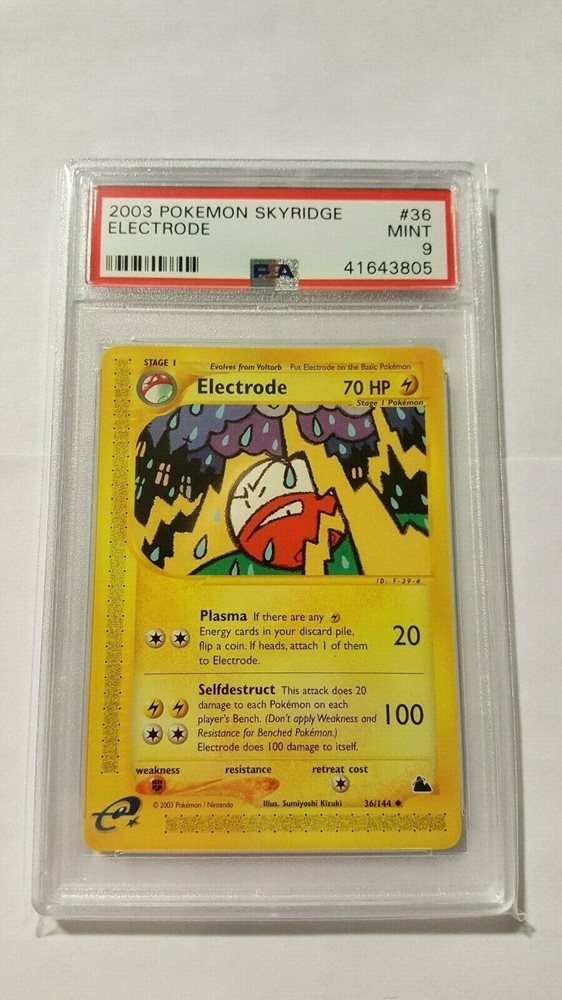 2003 POKEMON SKYRIDGE #36
ELECTRODE MINT
9
PSA 41643805
STAGE 1 Evolves from Voltorb Put Electrode on the Basic Pokémon
Electrode 70 HP
Stage 1 Pokémon
ID: F-39-#
Plasma If there are any
Energy cards in your discard pile,
flip a coin. If heads, attach 1 of them
to Electrode.
20
Selfdestruct This attack does 20
damage to each Pokémon on each
player's Bench. (Don't apply Weakness and
Resistance for Benched Pokémon.)
Electrode does 100 damage to itself.
100
weakness resistance retreat cost
© 2003 Pokémon / Nintendo Illus. Sumiyoshi Kizuki 36/144
e